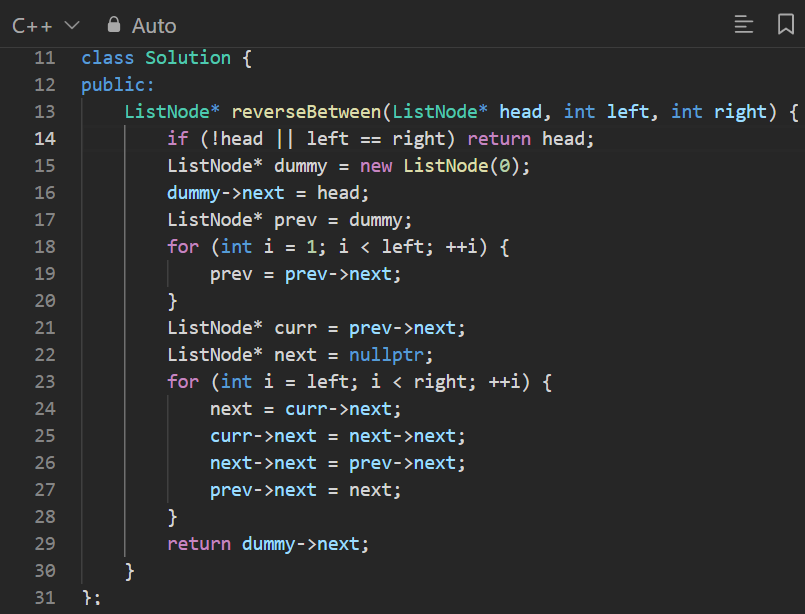 C++ Auto
11 class Solution {
12 public:
13     ListNode* reverseBetween(ListNode* head, int left, int right) {
14         if (!head || left == right) return head;
15         ListNode* dummy = new ListNode(0);
16         dummy->next = head;
17         ListNode* prev = dummy;
18         for (int i = 1; i < left; ++i) {
19             prev = prev->next;
20         }
21         ListNode* curr = prev->next;
22         ListNode* next = nullptr;
23         for (int i = left; i < right; ++i) {
24             next = curr->next;
25             curr->next = next->next;
26             next->next = prev->next;
27             prev->next = next;
28         }
29         return dummy->next;
30     }
31 };